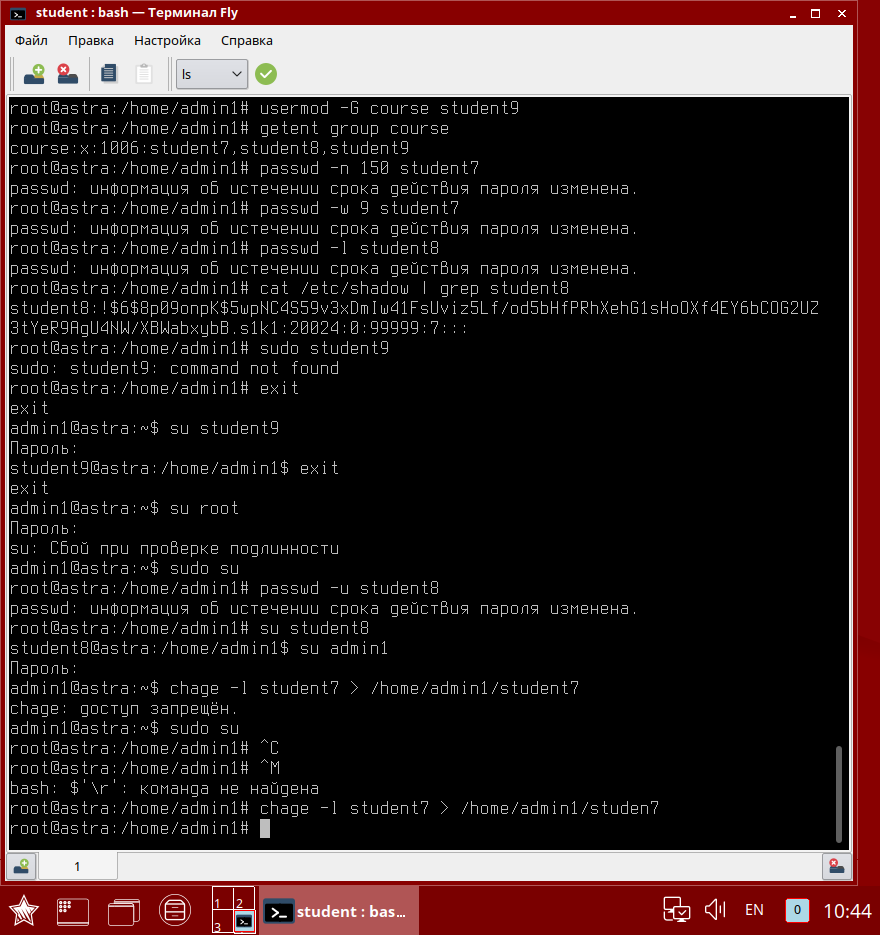 student : bash — Терминал Fly
Файл Правка Настройка Справка
ls
root@astra:/home/admin1# usermod -G course student9
root@astra:/home/admin1# getent group course
course:x:1006:student7,student8,student9
root@astra:/home/admin1# passwd -n 150 student7
passwd: информация об истечении срока действия пароля изменена.
root@astra:/home/admin1# passwd -w 9 student7
passwd: информация об истечении срока действия пароля изменена.
root@astra:/home/admin1# passwd -l student8
passwd: информация об истечении срока действия пароля изменена.
root@astra:/home/admin1# cat /etc/shadow | grep student8
student8:!$6$8p09onpK$5wpNC4S59v3xDmIw41FsUviz5Lf/od5bHfPRhXehG1sHoOXf4EY6bCOG2UZ
3tYeR9AgU4NW/XBWabxybB.s1k1:20024:0:99999:7:::
root@astra:/home/admin1# sudo student9
sudo: student9: command not found
root@astra:/home/admin1# exit
exit
admin1@astra:~$ su student9
Пароль:
student9@astra:/home/admin1$ exit
exit
admin1@astra:~$ su root
Пароль:
su: Сбой при проверке подлинности
admin1@astra:~$ sudo su
root@astra:/home/admin1# passwd -u student8
passwd: информация об истечении срока действия пароля изменена.
root@astra:/home/admin1# su student8
student8@astra:/home/admin1$ su admin1
Пароль:
admin1@astra:~$ chage -l student7 > /home/admin1/student7
chage: доступ запрещён.
admin1@astra:~$ sudo su
root@astra:/home/admin1# ^C
root@astra:/home/admin1# ^M
bash: $'\r': команда не найдена
root@astra:/home/admin1# chage -l student7 > /home/admin1/studen7
root@astra:/home/admin1#
1
1 2
3
student : bas...
EN
0
10:44